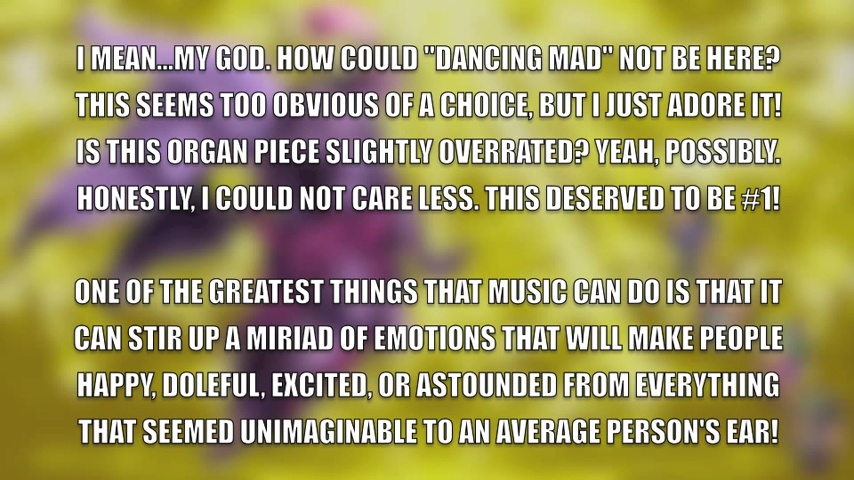 I MEAN...MY GOD. HOW COULD "DANCING MAD" NOT BE HERE?
THIS SEEMS TOO OBVIOUS OF A CHOICE, BUT I JUST ADORE IT!
IS THIS ORGAN PIECE SLIGHTLY OVERRATED? YEAH, POSSIBLY.
HONESTLY, I COULD NOT CARE LESS. THIS DESERVED TO BE #1!
ONE OF THE GREATEST THINGS THAT MUSIC CAN DO IS THAT IT
CAN STIR UP A MIRIAD OF EMOTIONS THAT WILL MAKE PEOPLE
HAPPY, DOLEFUL, EXCITED, OR ASTOUNDED FROM EVERYTHING
THAT SEEMED UNIMAGINABLE TO AN AVERAGE PERSON'S EAR!